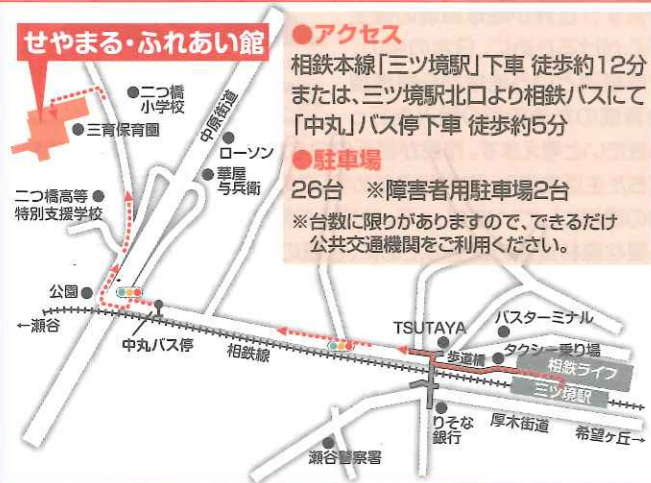 せやまる・ふれあい館
●アクセス
相鉄本線「三ツ境駅」下車 徒歩約12分
または、三ツ境駅北口より相鉄バスにて
「中丸」バス停下車 徒歩約5分
●駐車場
26台 ※障害者用駐車場2台
※台数に限りがありますので、できるだけ
公共交通機関をご利用ください。
二つ橋
小学校
三育保育園
中原街道
ローソン
華屋
与兵衛
二つ橋高等
特別支援学校
公園
←瀬谷
中丸バス停
相鉄線
TSUTAYA
バスターミナル
歩道橋
タクシー乗り場
相鉄ライフ
三ツ境駅
りそな
銀行
厚木街道
希望ヶ丘→
瀬谷警察署